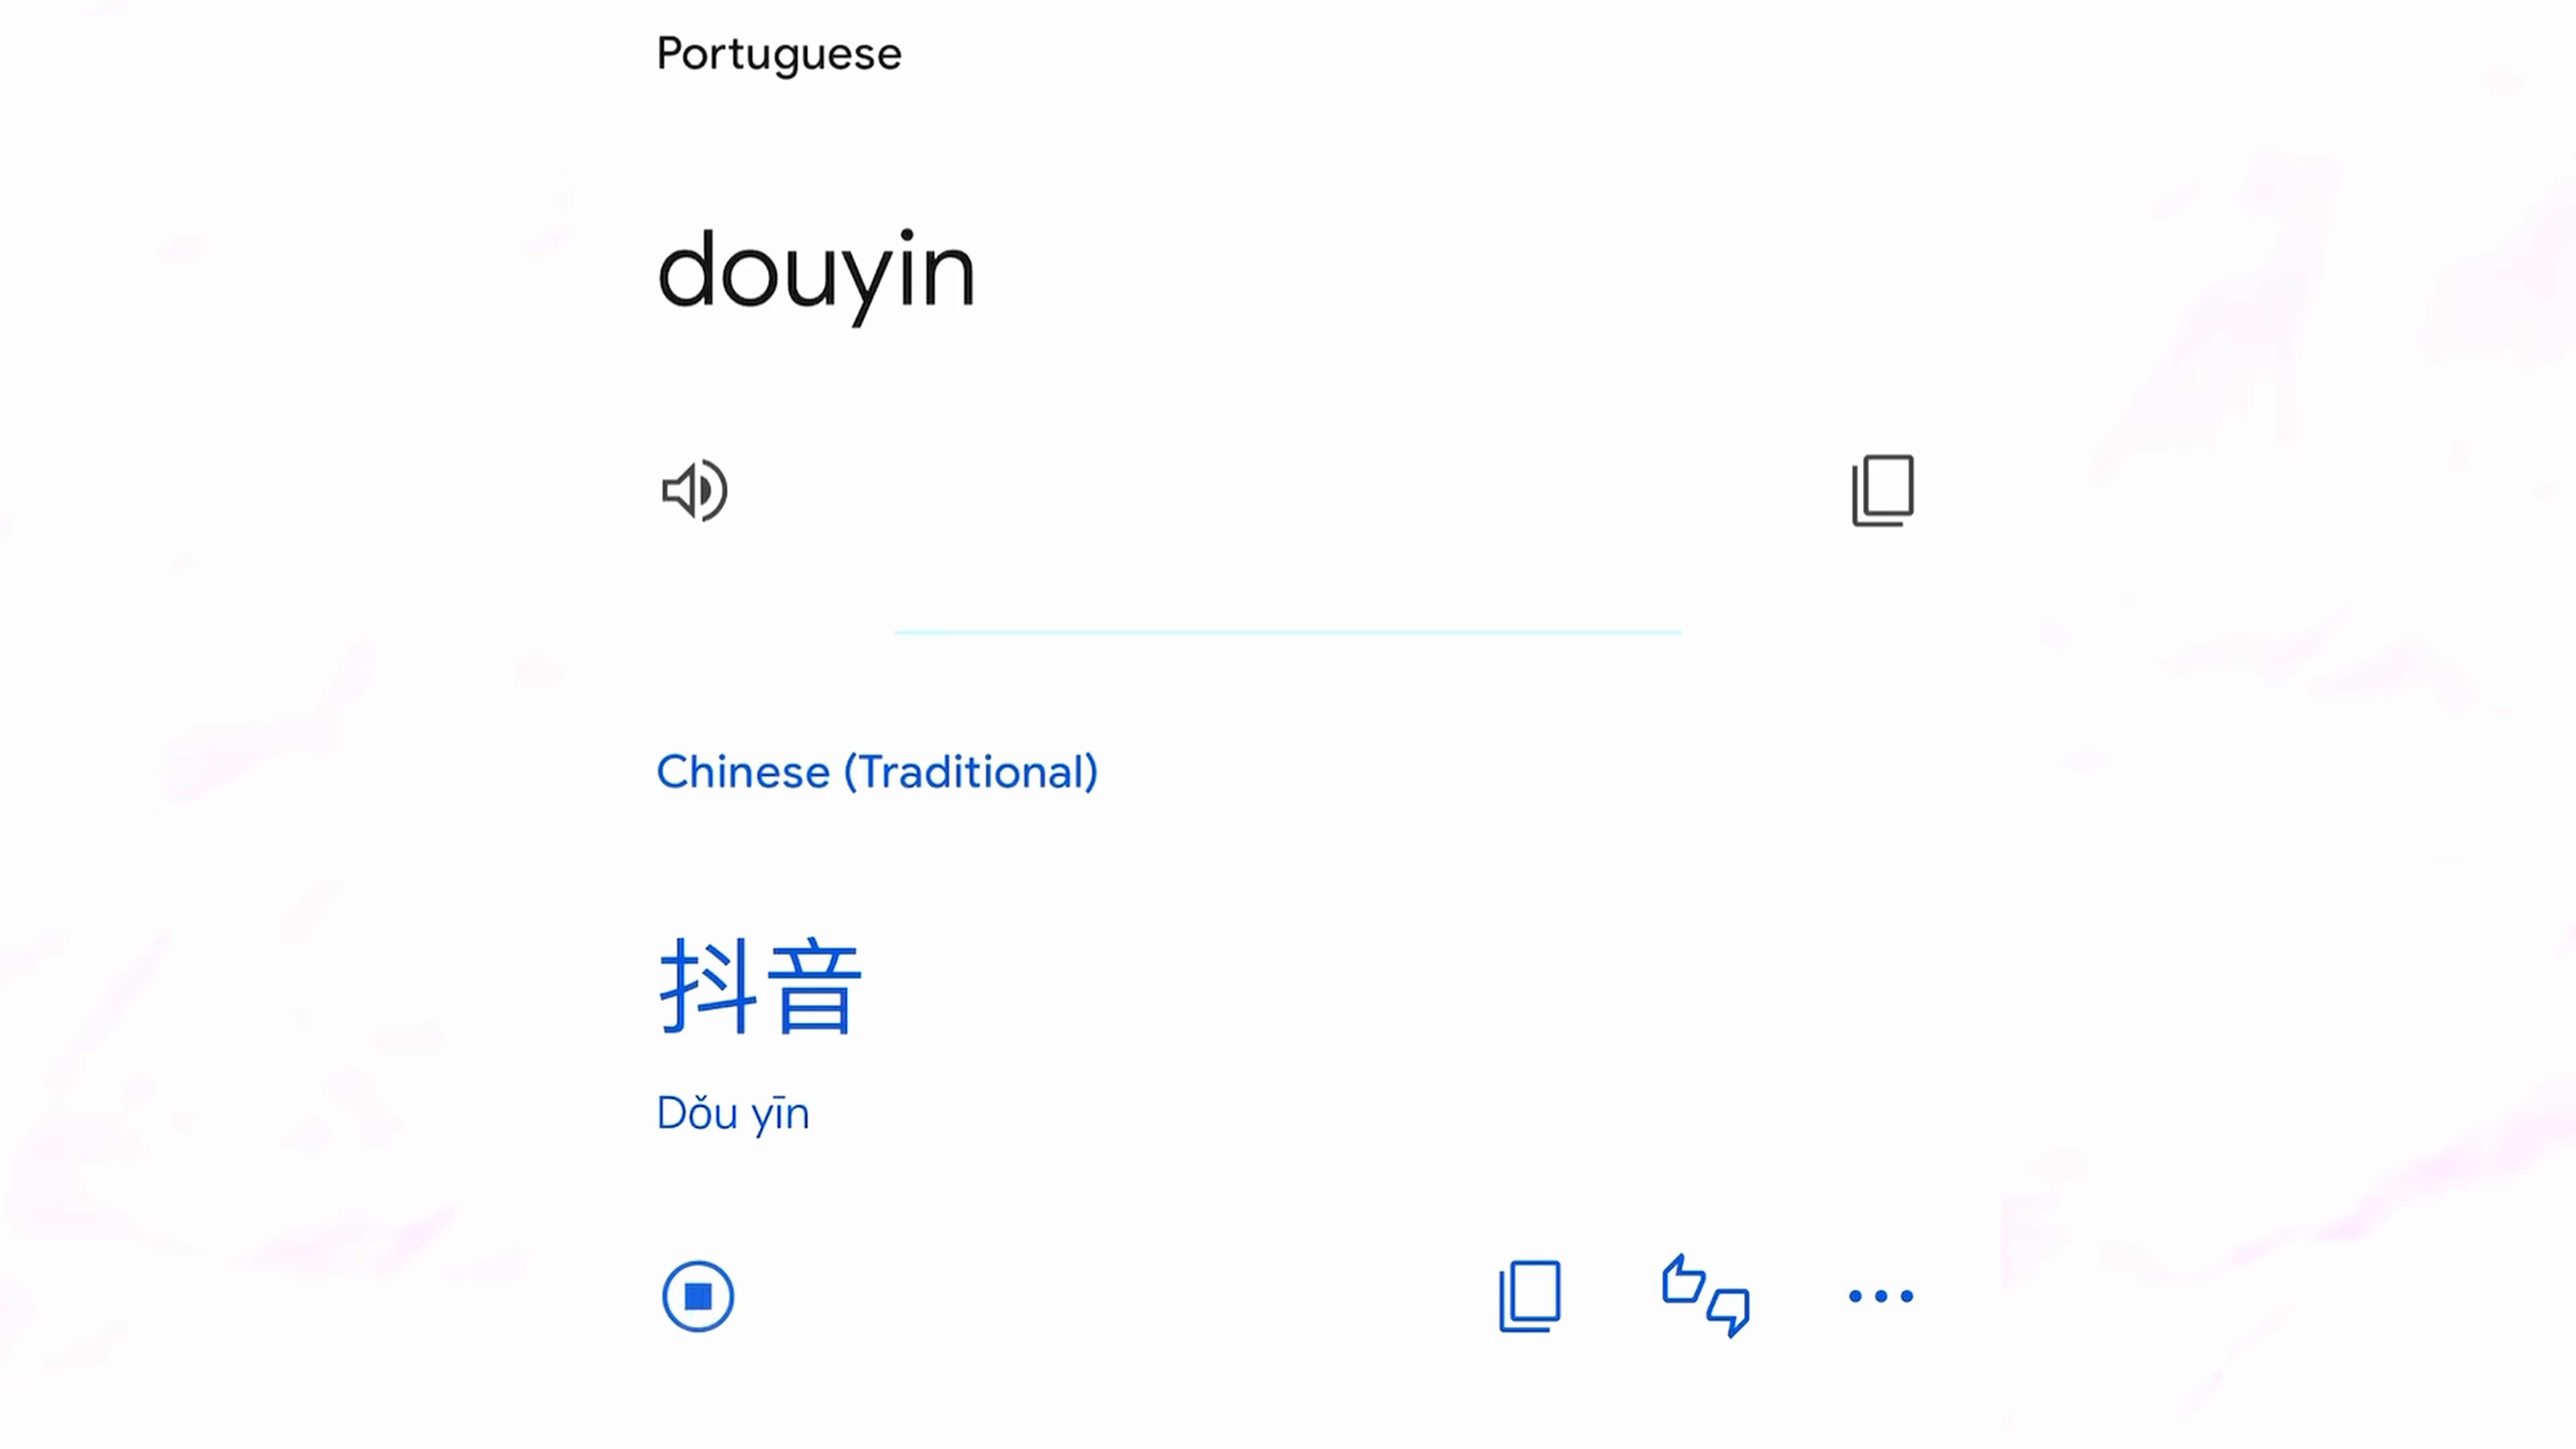 Portuguese
douyin
Chinese (Traditional)
抖音
Dǒu yīn